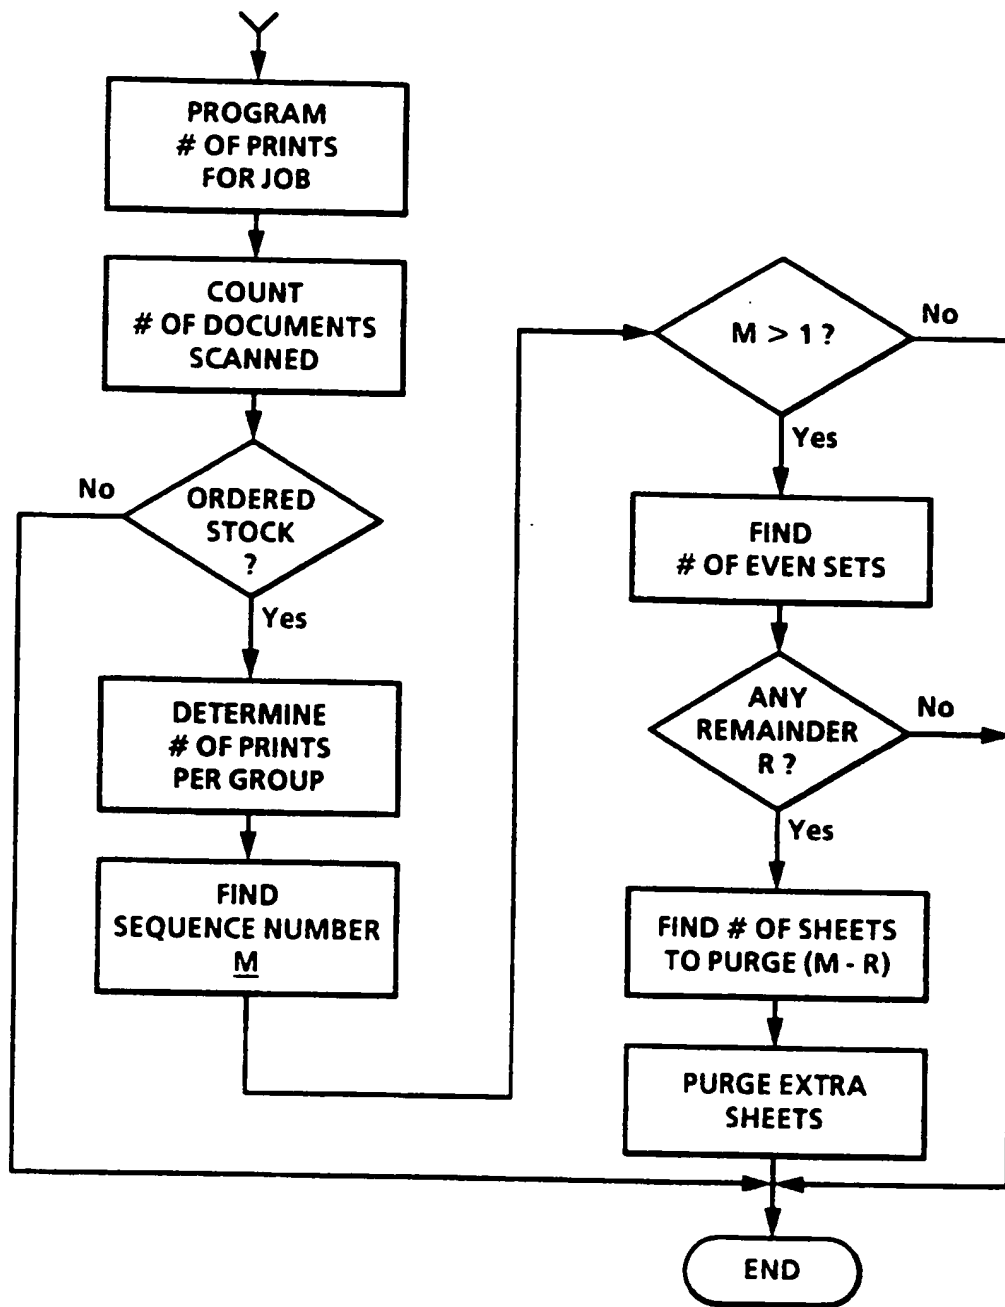 PROGRAM
# OF PRINTS
FOR JOB
COUNT
# OF DOCUMENTS
SCANNED
No
ORDERED
STOCK
?
Yes
DETERMINE
# OF PRINTS
PER GROUP
FIND
SEQUENCE NUMBER
M
M > 1 ?
No
Yes
FIND
# OF EVEN SETS
ANY
REMAINDER
R ?
No
Yes
FIND # OF SHEETS
TO PURGE (M - R)
PURGE EXTRA
SHEETS
END